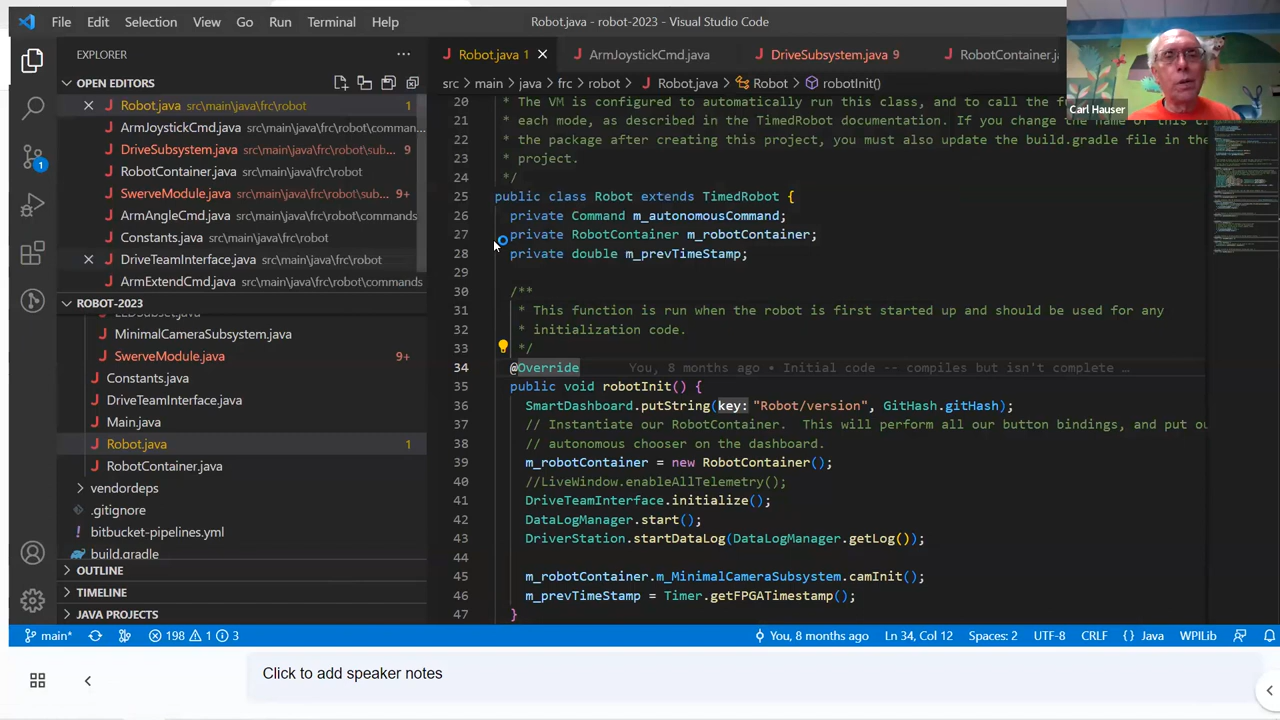 File Edit Selection View Go Run Terminal Help Robot.java - robot-2023 - Visual Studio Code
EXPLORER
OPEN EDITORS
Robot.java src\main\java\frc\robot 1
ArmJoystickCmd.java src\main\java\frc\robot\comman...
DriveSubsystem.java src\main\java\frc\robot\sub... 9
RobotContainer.java src\main\java\frc\robot
SwerveModule.java src\main\java\frc\robot\sub... 9+
ArmAngleCmd.java src\main\java\frc\robot\commands
Constants.java src\main\java\frc\robot
DriveTeamInterface.java src\main\java\frc\robot
ArmExtendCmd.java src\main\java\frc\robot\commands
ROBOT-2023
MinimalCameraSubsystem.java
SwerveModule.java 9+
Constants.java
DriveTeamInterface.java
Main.java
Robot.java 1
RobotContainer.java
vendordeps
.gitignore
bitbucket-pipelines.yml
build.gradle
OUTLINE
TIMELINE
JAVA PROJECTS
1
Robot.java 1 ArmJoystickCmd.java DriveSubsystem.java 9 RobotContainer.j
src > main > java > frc > robot > Robot.java > Robot > robotInit()
Carl Hauser
20 * The VM is configured to automatically run this class, and to call the
21 * each mode, as described in the TimedRobot documentation. If you change the name of this
22 * the package after creating this project, you must also update the build.gradle file in the
23 * project.
24 */
25 public class Robot extends TimedRobot {
26 private Command m_autonomousCommand;
27 private RobotContainer m_robotContainer;
28 private double m_prevTimeStamp;
29
30 /**
31 * This function is run when the robot is first started up and should be used for any
32 * initialization code.
33 */
34 @Override You, 8 months ago • Initial code -- compiles but isn't complete …
35 public void robotInit() {
36 SmartDashboard.putString(key: "Robot/version", GitHash.gitHash);
37 // Instantiate our RobotContainer. This will perform all our button bindings, and put ou
38 // autonomous chooser on the dashboard.
39 m_robotContainer = new RobotContainer();
40 //LiveWindow.enableAllTelemetry();
41 DriveTeamInterface.initialize();
42 DataLogManager.start();
43 DriverStation.startDataLog(DataLogManager.getLog());
44
45 m_robotContainer.m_MinimalCameraSubsystem.camInit();
46 m_prevTimeStamp = Timer.getFPGATimestamp();
47 }
main* 198 1 3 You, 8 months ago Ln 34, Col 12 Spaces: 2 UTF-8 CRLF {} Java WPILib
Click to add speaker notes